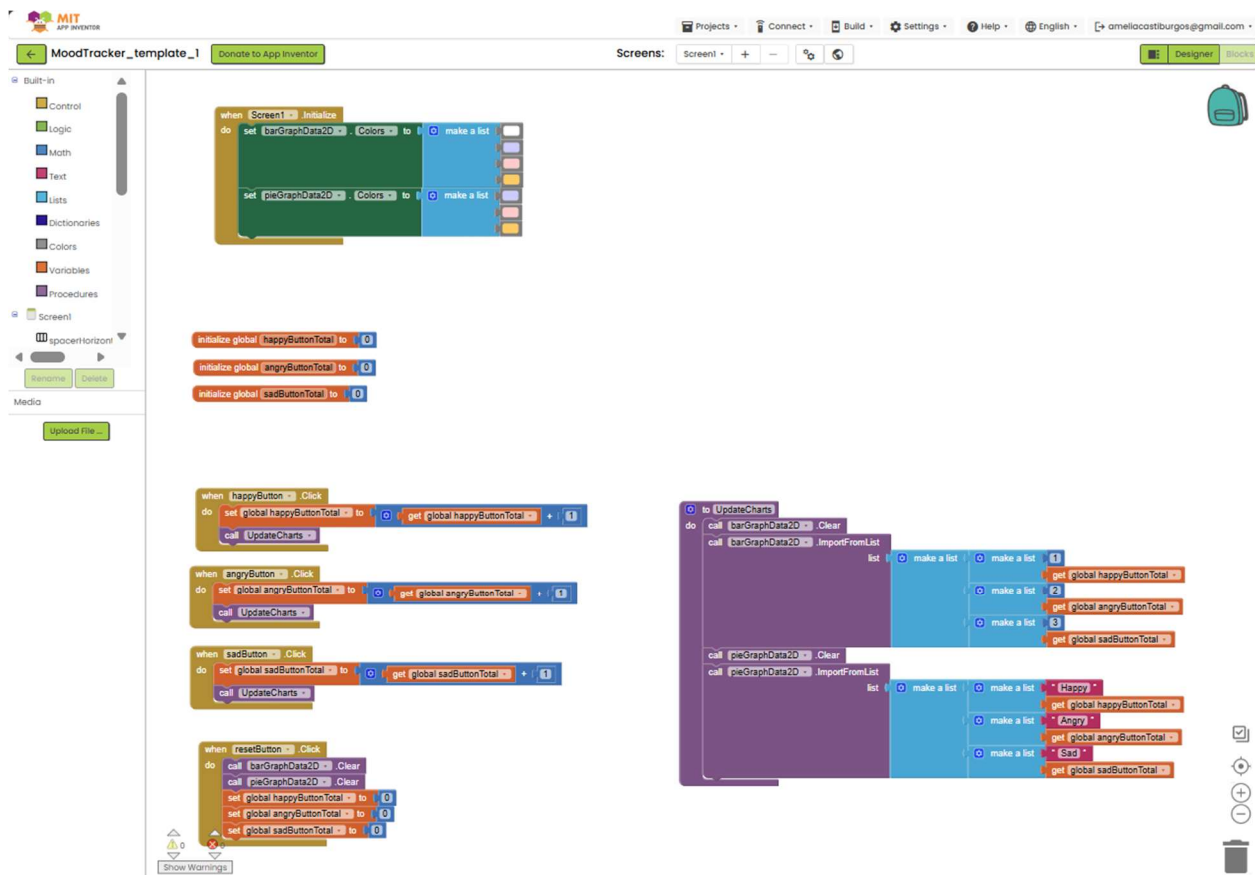 MIT
APP INVENTOR
Projects Connect Build Settings Help English ameliacastiburgos@gmail.com
MoodTracker_template_1 Donate to App Inventor Screens: Screen1 + − Designer Blocks
Built-in
Control
Logic
Math
Text
Lists
Dictionaries
Colors
Variables
Procedures
Screen1
spacerHorizont
Rename Delete
Media
Upload File ...
when Screen1 .Initialize
do set barGraphData2D . Colors to make a list
set pieGraphData2D . Colors to make a list
initialize global happyButtonTotal to 0
initialize global angryButtonTotal to 0
initialize global sadButtonTotal to 0
when happyButton .Click
do set global happyButtonTotal to get global happyButtonTotal + 1
call UpdateCharts
when angryButton .Click
do set global angryButtonTotal to get global angryButtonTotal + 1
call UpdateCharts
when sadButton .Click
do set global sadButtonTotal to get global sadButtonTotal + 1
call UpdateCharts
when resetButton .Click
do call barGraphData2D .Clear
call pieGraphData2D .Clear
set global happyButtonTotal to 0
set global angryButtonTotal to 0
set global sadButtonTotal to 0
to UpdateCharts
do call barGraphData2D .Clear
call barGraphData2D .ImportFromList
list make a list make a list 1
get global happyButtonTotal
make a list 2
get global angryButtonTotal
make a list 3
get global sadButtonTotal
call pieGraphData2D .Clear
call pieGraphData2D .ImportFromList
list make a list make a list " Happy "
get global happyButtonTotal
make a list " Angry "
get global angryButtonTotal
make a list " Sad "
get global sadButtonTotal
0
Show Warnings